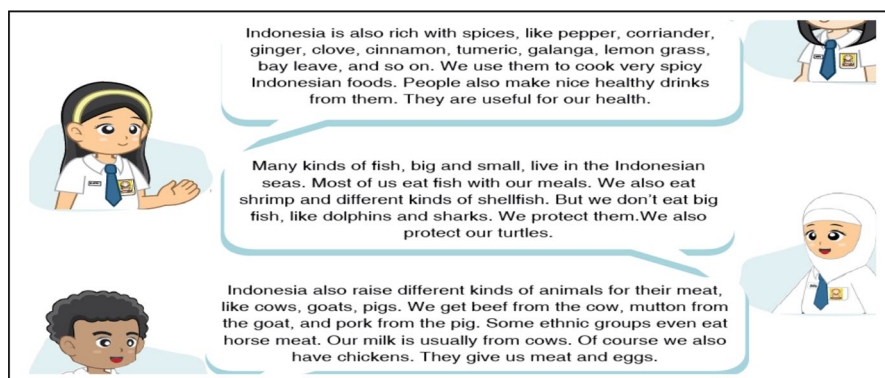 Indonesia is also rich with spices, like pepper, corriander,
ginger, clove, cinnamon, tumeric, galanga, lemon grass,
bay leave, and so on. We use them to cook very spicy
Indonesian foods. People also make nice healthy drinks
from them. They are useful for our health.
Many kinds of fish, big and small, live in the Indonesian
seas. Most of us eat fish with our meals. We also eat
shrimp and different kinds of shellfish. But we don't eat big
fish, like dolphins and sharks. We protect them.We also
protect our turtles.
Indonesia also raise different kinds of animals for their meat,
like cows, goats, pigs. We get beef from the cow, mutton from
the goat, and pork from the pig. Some ethnic groups even eat
horse meat. Our milk is usually from cows. Of course we also
have chickens. They give us meat and eggs.